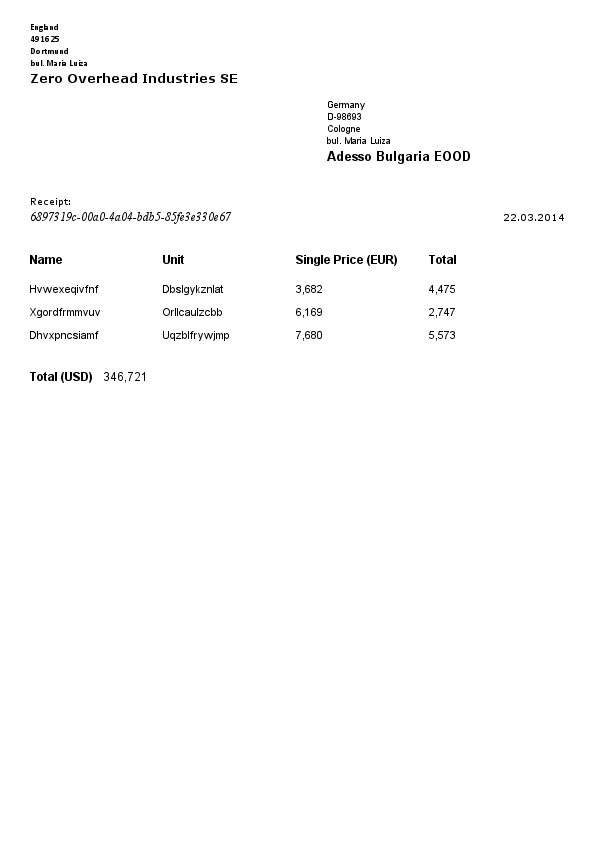 England
491625
Dortmund
bul. Maria Luiza
Zero Overhead Industries SE
Germany
D-98693
Cologne
bul. Maria Luiza
Adesso Bulgaria EOOD
Receipt:
6897319c-00a0-4a04-bdb5-85fe3e330e67 22.03.2014
Name Unit Single Price (EUR) Total
Hvwexeqivfnf Dbslgykznlat 3,682 4,475
Xgordfrmmvuv Orllcaulzcbb 6,169 2,747
Dhvxpncsiamf Uqzblfrywjmp 7,680 5,573
Total (USD) 346,721